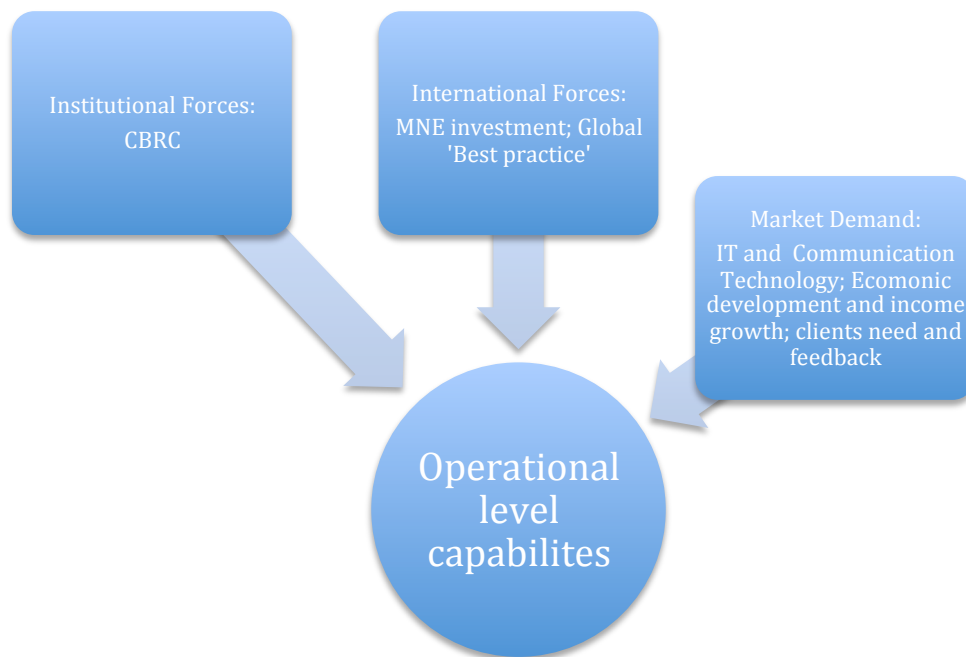 Institutional Forces:
CBRC
International Forces:
MNE investment; Global
'Best practice'
Market Demand:
IT and  Communication
Technology; Ecomonic
development and income
growth; clients need and
feedback
Operational
level
capabilites